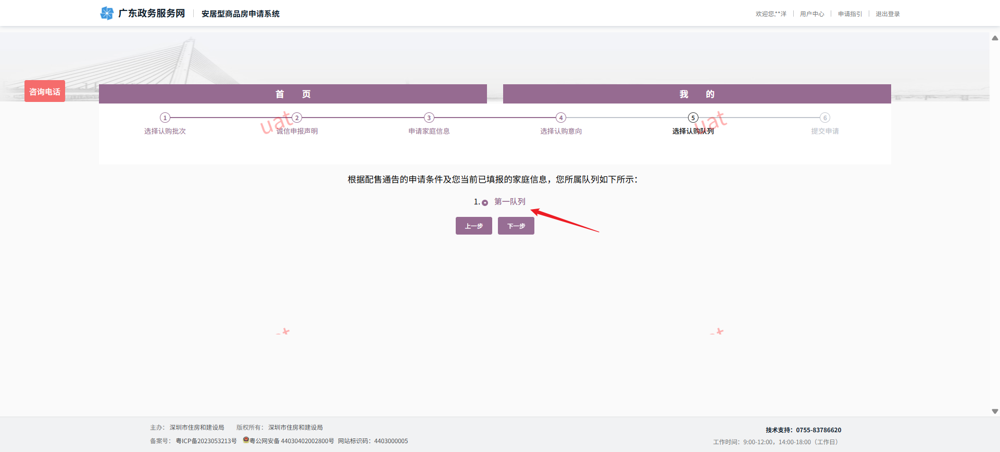 广东政务服务网 安居型商品房申请系统 欢迎您,**洋 用户中心 申请指引 退出登录
咨询电话
首 页 我 的
1 2 3 4 5 6
选择认购批次 诚信申报声明 申请家庭信息 选择认购意向 选择认购队列 提交申请
uat uat
根据配售通告的申请条件及您当前已填报的家庭信息，您所属队列如下所示：
1. 第一队列
上一步 下一步
主办： 深圳市住房和建设局 版权所有： 深圳市住房和建设局
技术支持：0755-83786620
备案号： 粤ICP备2023053213号 粤公网安备 44030402002800号 网站标识码：4403000005
工作时间：9:00-12:00，14:00-18:00（工作日）